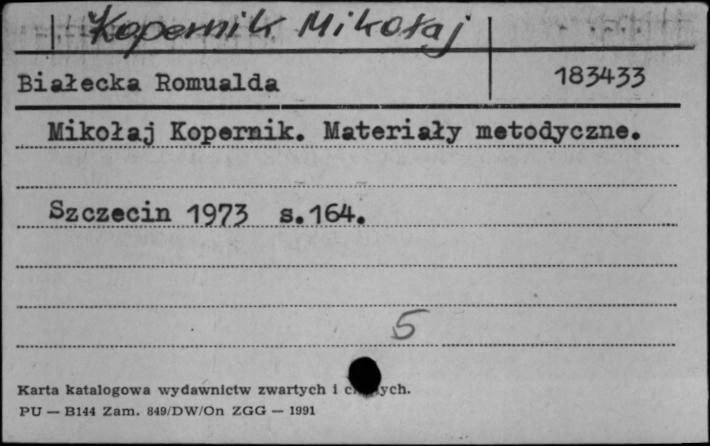 Kopernik Mikołaj
Białecka Romualda 183433
Mikołaj Kopernik. Materiały metodyczne.
Szczecin 1973 s.164.
5
Karta katalogowa wydawnictw zwartych i
PU — B144 Zam. 849/DW/On ZGG — 1991